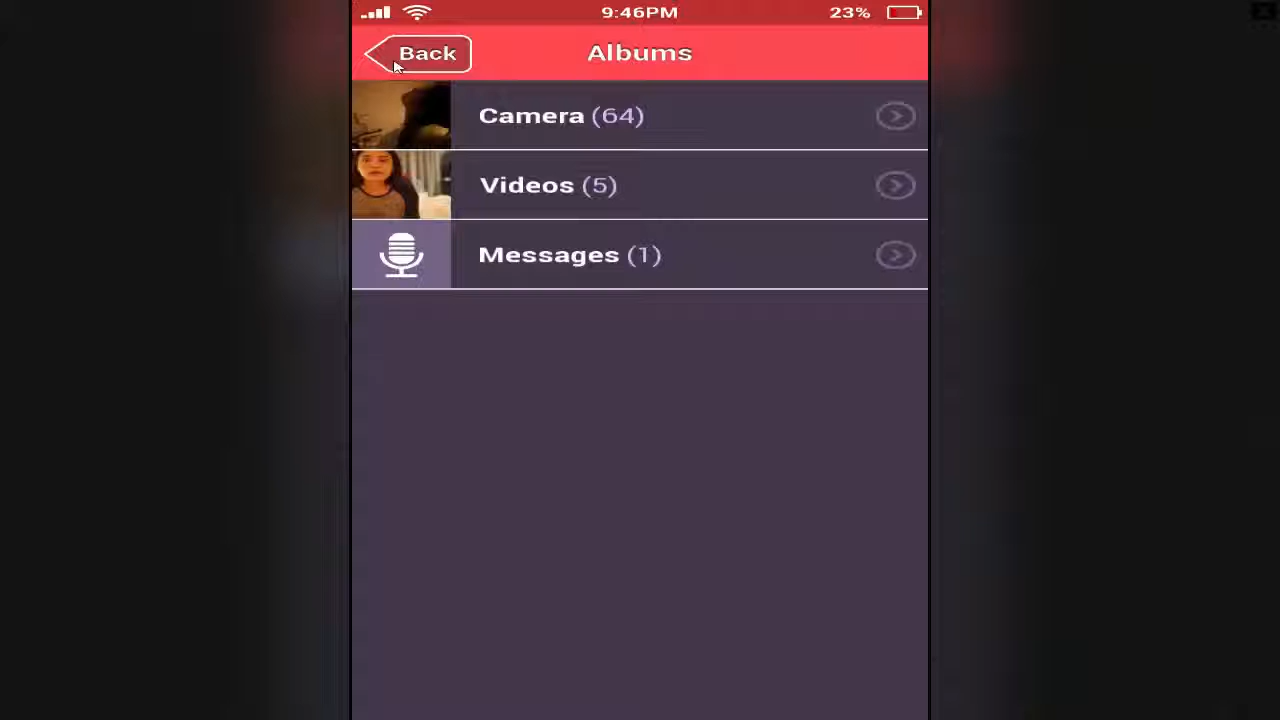 9:46PM 23%
Back Albums
Camera (64)
Videos (5)
Messages (1)